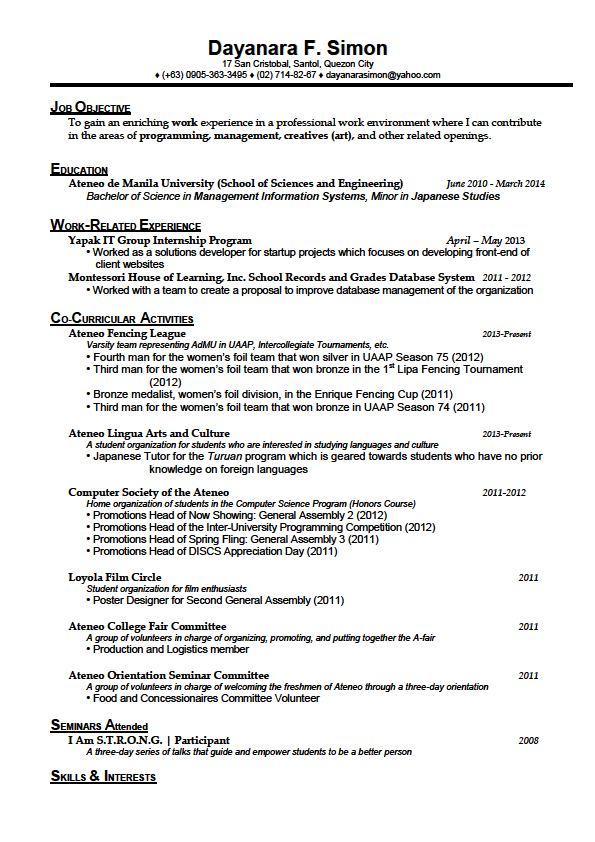 Dayanara F. Simon
17 San Cristobal, Santol, Quezon City
♦ (+63) 0905-363-3495 ♦ (02) 714-82-67 ♦ dayanarasimon@yahoo.com
JOB OBJECTIVE
To gain an enriching work experience in a professional work environment where I can contribute
in the areas of programming, management, creatives (art), and other related openings.
EDUCATION
Ateneo de Manila University (School of Sciences and Engineering) June 2010 - March 2014
Bachelor of Science in Management Information Systems, Minor in Japanese Studies
WORK-RELATED EXPERIENCE
Yapak IT Group Internship Program April – May 2013
• Worked as a solutions developer for startup projects which focuses on developing front-end of
client websites
Montessori House of Learning, Inc. School Records and Grades Database System 2011 - 2012
• Worked with a team to create a proposal to improve database management of the organization
CO-CURRICULAR ACTIVITIES
Ateneo Fencing League 2013-Present
Varsity team representing AdMU in UAAP, Intercollegiate Tournaments, etc.
• Fourth man for the women's foil team that won silver in UAAP Season 75 (2012)
• Third man for the women's foil team that won bronze in the 1st Lipa Fencing Tournament
(2012)
• Bronze medalist, women's foil division, in the Enrique Fencing Cup (2011)
• Third man for the women's foil team that won bronze in UAAP Season 74 (2011)
Ateneo Lingua Arts and Culture 2013-Present
A student organization for students who are interested in studying languages and culture
• Japanese Tutor for the Turuan program which is geared towards students who have no prior
knowledge on foreign languages
Computer Society of the Ateneo 2011-2012
Home organization of students in the Computer Science Program (Honors Course)
• Promotions Head of Now Showing: General Assembly 2 (2012)
• Promotions Head of the Inter-University Programming Competition (2012)
• Promotions Head of Spring Fling: General Assembly 3 (2011)
• Promotions Head of DISCS Appreciation Day (2011)
Loyola Film Circle 2011
Student organization for film enthusiasts
• Poster Designer for Second General Assembly (2011)
Ateneo College Fair Committee 2011
A group of volunteers in charge of organizing, promoting, and putting together the A-fair
• Production and Logistics member
Ateneo Orientation Seminar Committee 2011
A group of volunteers in charge of welcoming the freshmen of Ateneo through a three-day orientation
• Food and Concessionaires Committee Volunteer
SEMINARS Attended
I Am S.T.R.O.N.G. | Participant 2008
A three-day series of talks that guide and empower students to be a better person
SKILLS & INTERESTS